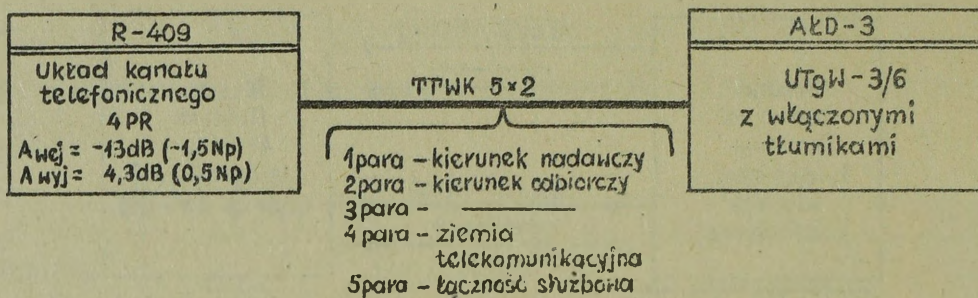 R-409
Układ kanału
telefonicznego
4PR
Awej = -13dB (-1,5Np)
Awyj = 4,3dB (0,5Np)
TTWK 5×2
1para - kierunek nadawczy
2para - kierunek odbiorczy
3para -
4para - ziemia
telekomunikacyjna
5para - łączność służbowa
AŁD-3
UTgW-3/6
z włączonymi
tłumikami